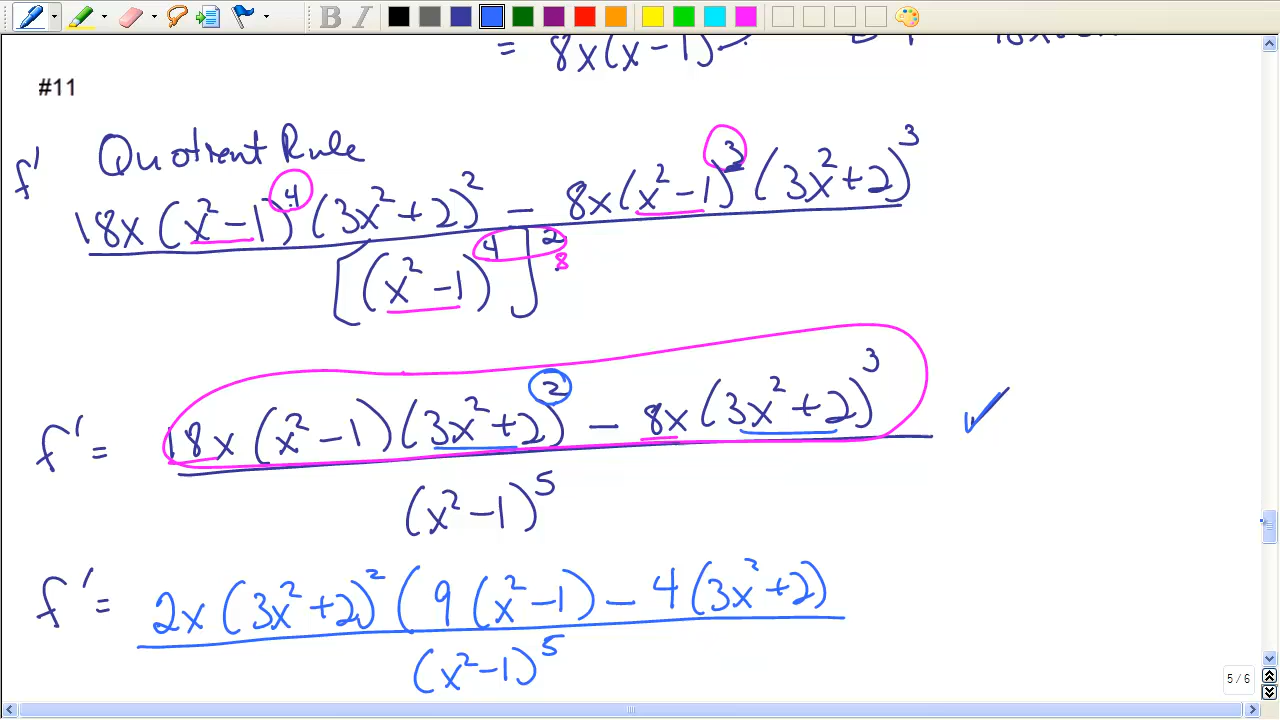 = 8x(x-1)
#11
Quotient Rule
f' 18x(x²-1)⁴(3x²+2)² - 8x(x²-1)³(3x²+2)³
[(x²-1)⁴]² 8
f' = 18x(x²-1)(3x²+2)² - 8x(3x²+2)³ ✓
(x²-1)⁵
f' = 2x(3x²+2)²(9(x²-1) - 4(3x²+2)
(x²-1)⁵
5/6